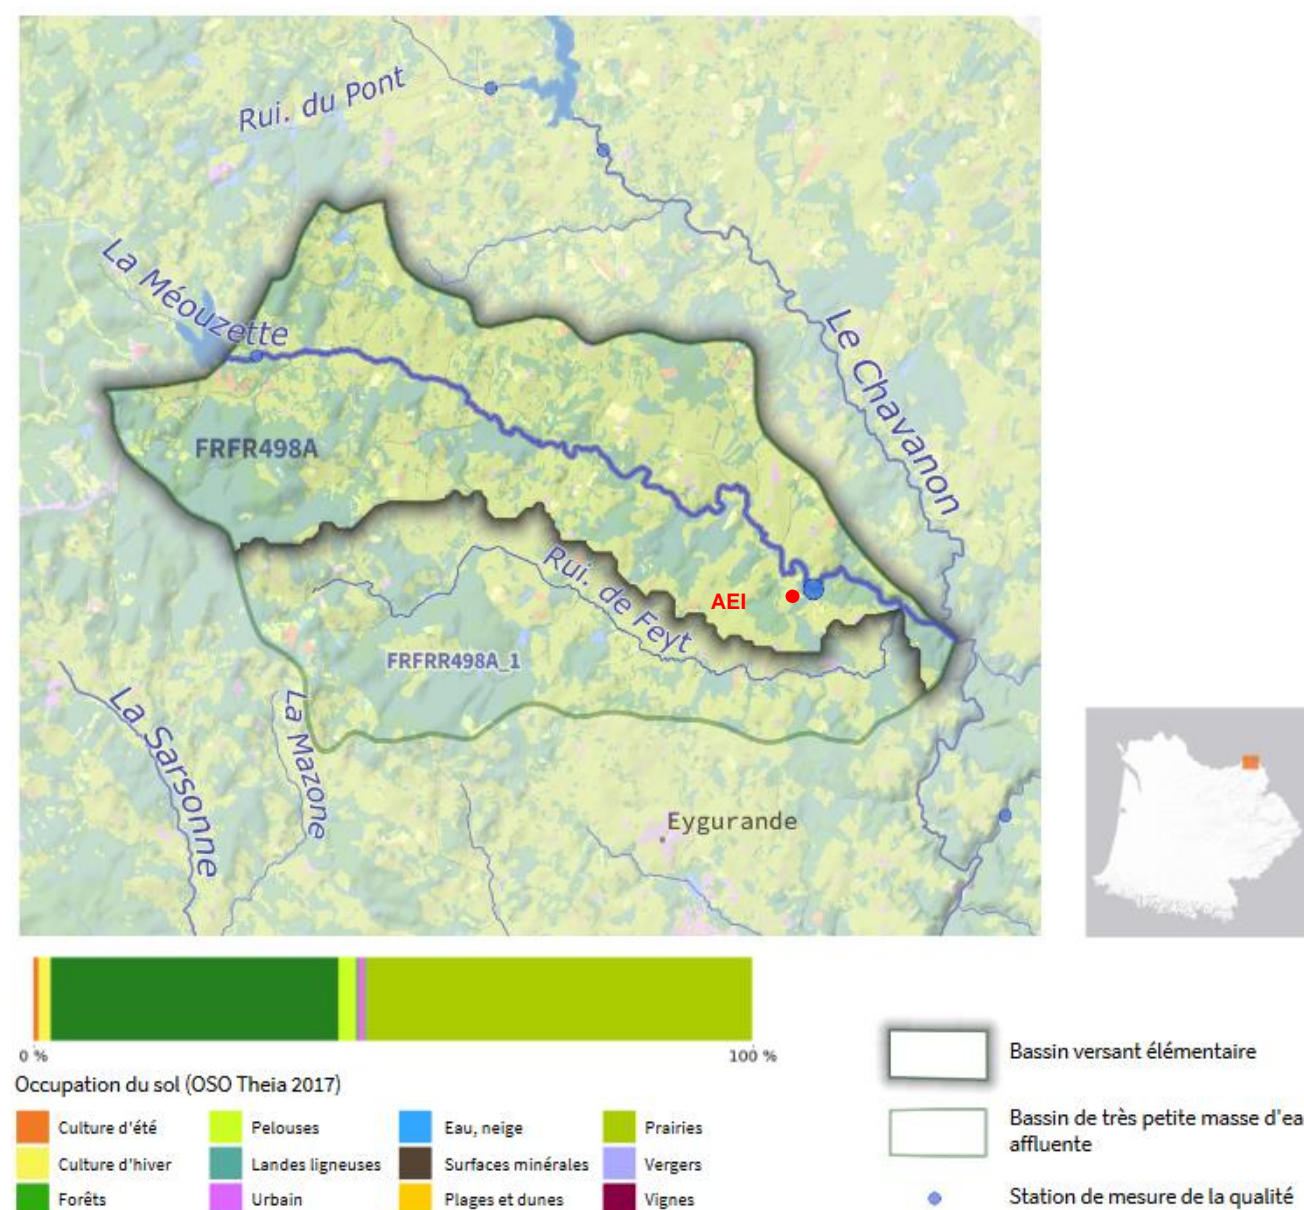 Rui. du Pont
La Méouzette
Le Chavanon
FRFR498A
Rui. de Feyt
AEI
FRFRR498A_1
La Sarsonne
La Mazone
Eygurande
0 %
100 %
Occupation du sol (OSO Theia 2017)
Culture d'été
Pelouses
Eau, neige
Prairies
Culture d'hiver
Landes ligneuses
Surfaces minérales
Vergers
Forêts
Urbain
Plages et dunes
Vignes
Bassin versant élémentaire
Bassin de très petite masse d'ea
affluente
Station de mesure de la qualité